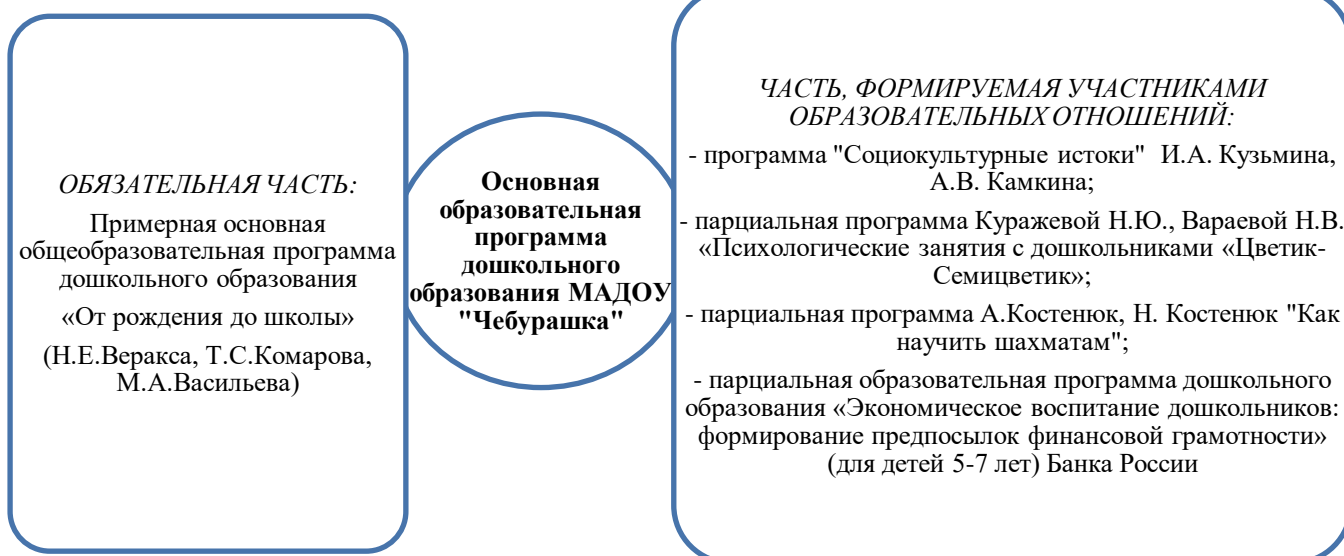 ОБЯЗАТЕЛЬНАЯ ЧАСТЬ:
Примерная основная
общеобразовательная программа
дошкольного образования
«От рождения до школы»
(Н.Е.Веракса, Т.С.Комарова,
М.А.Васильева)
Основная
образовательная
программа
дошкольного
образования МАДОУ
"Чебурашка"
ЧАСТЬ, ФОРМИРУЕМАЯ УЧАСТНИКАМИ
ОБРАЗОВАТЕЛЬНЫХ ОТНОШЕНИЙ:
- программа "Социокультурные истоки" И.А. Кузьмина,
А.В. Камкина;
- парциальная программа Куражевой Н.Ю., Вараевой Н.В.
«Психологические занятия с дошкольниками «Цветик-
Семицветик»;
- парциальная программа А.Костенюк, Н. Костенюк "Как
научить шахматам";
- парциальная образовательная программа дошкольного
образования «Экономическое воспитание дошкольников:
формирование предпосылок финансовой грамотности»
(для детей 5-7 лет) Банка России